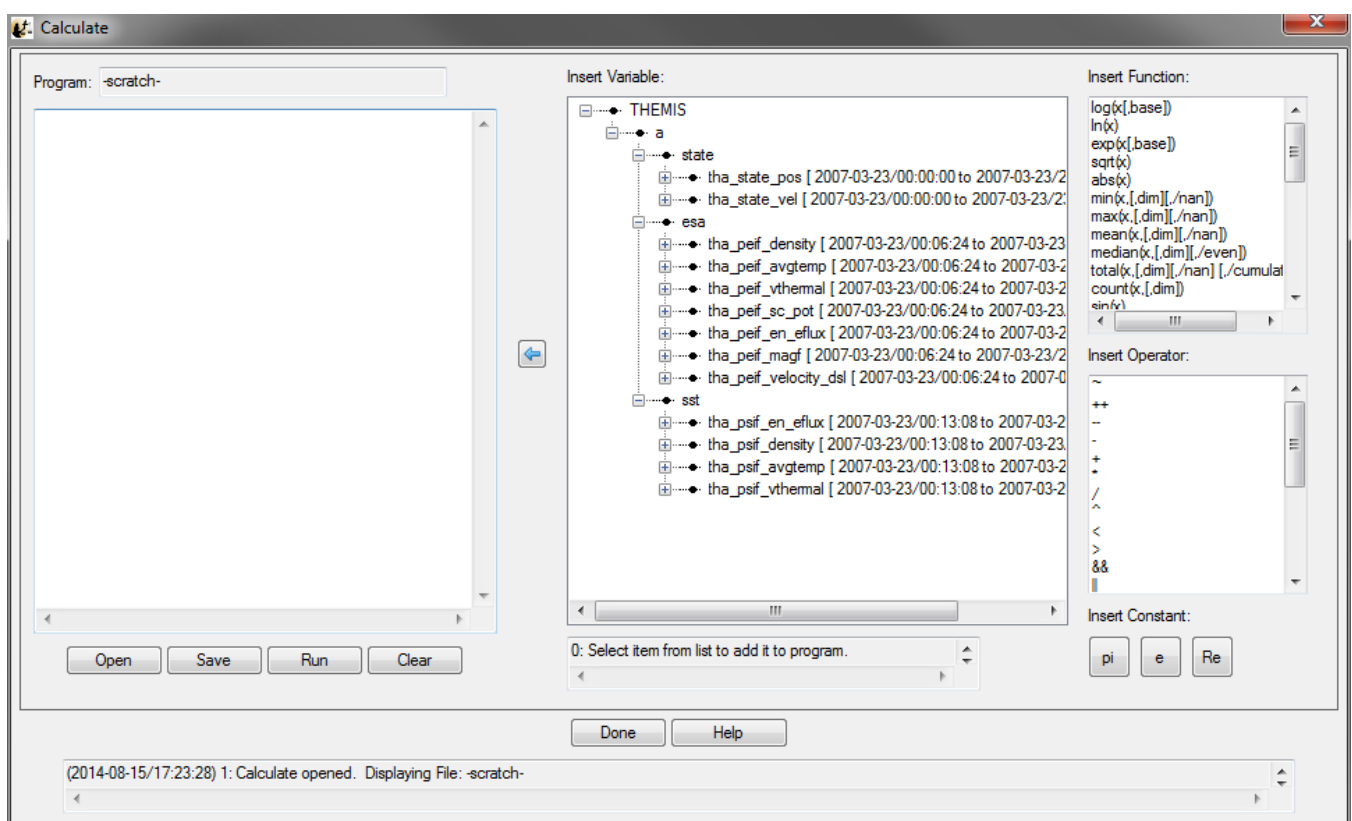 Calculate
Program: -scratch-
Insert Variable:
THEMIS
a
state
tha_state_pos [ 2007-03-23/00:00:00 to 2007-03-23/2
tha_state_vel [ 2007-03-23/00:00:00 to 2007-03-23/2
esa
tha_peif_density [ 2007-03-23/00:06:24 to 2007-03-23
tha_peif_avgtemp [ 2007-03-23/00:06:24 to 2007-03-2
tha_peif_vthermal [ 2007-03-23/00:06:24 to 2007-03-2
tha_peif_sc_pot [ 2007-03-23/00:06:24 to 2007-03-23
tha_peif_en_eflux [ 2007-03-23/00:06:24 to 2007-03-2
tha_peif_magf [ 2007-03-23/00:06:24 to 2007-03-23/2
tha_peif_velocity_dsl [ 2007-03-23/00:06:24 to 2007-0
sst
tha_psif_en_eflux [ 2007-03-23/00:13:08 to 2007-03-2
tha_psif_density [ 2007-03-23/00:13:08 to 2007-03-23
tha_psif_avgtemp [ 2007-03-23/00:13:08 to 2007-03-2
tha_psif_vthermal [ 2007-03-23/00:13:08 to 2007-03-2
Insert Function:
log(x[,base])
ln(x)
exp(x[,base])
sqrt(x)
abs(x)
min(x,[,dim][,/nan])
max(x,[,dim][,/nan])
mean(x,[,dim][,/nan])
median(x,[,dim][,/even])
total(x,[,dim][,/nan] [,/cumulat
count(x,[,dim])
sin(x)
Insert Operator:
~
++
--
-
+
*
/
^
<
>
&&
Insert Constant:
pi e Re
Open Save Run Clear
0: Select item from list to add it to program.
Done Help
(2014-08-15/17:23:28) 1: Calculate opened. Displaying File: -scratch-